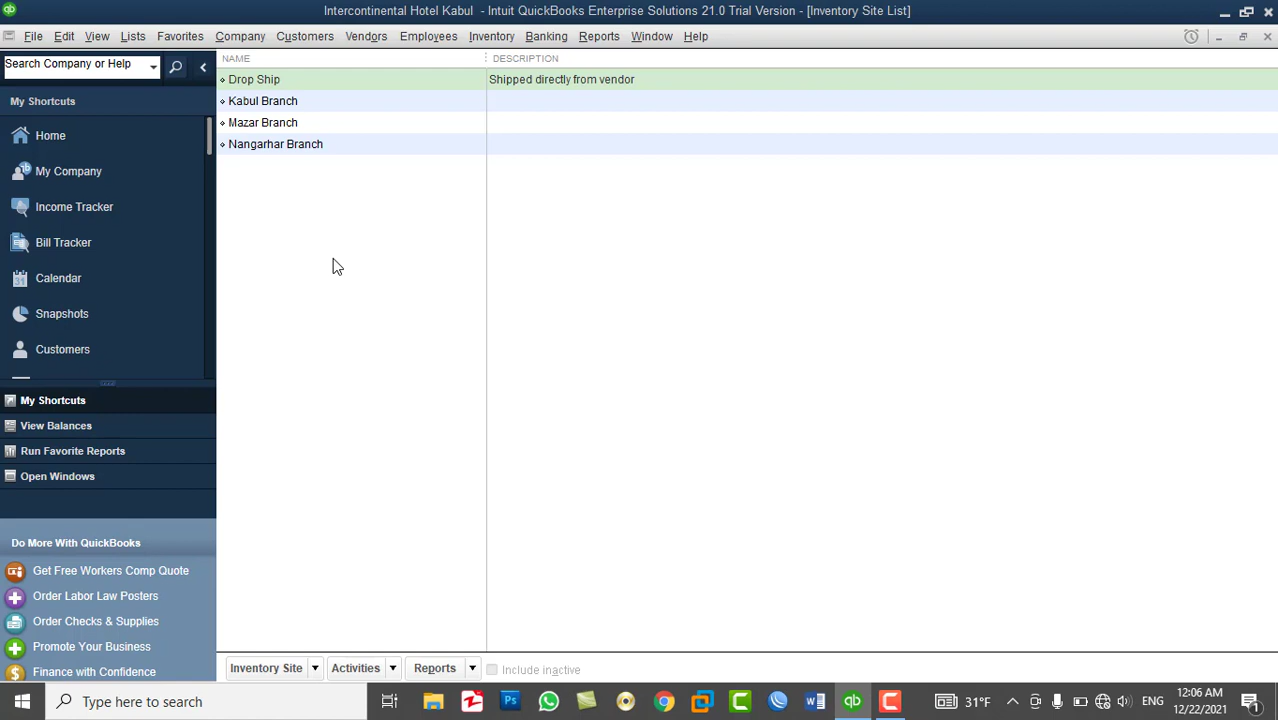 Intercontinental Hotel Kabul - Intuit QuickBooks Enterprise Solutions 21.0 Trial Version - [Inventory Site List]
File Edit View Lists Favorites Company Customers Vendors Employees Inventory Banking Reports Window Help
Search Company or Help
NAME DESCRIPTION
Drop Ship Shipped directly from vendor
Kabul Branch
Mazar Branch
Nangarhar Branch
My Shortcuts
Home
My Company
Income Tracker
Bill Tracker
Calendar
Snapshots
Customers
My Shortcuts
View Balances
Run Favorite Reports
Open Windows
Do More With QuickBooks
Get Free Workers Comp Quote
Order Labor Law Posters
Order Checks & Supplies
Promote Your Business
Finance with Confidence
Inventory Site Activities Reports Include inactive
Type here to search
31°F ENG 12:06 AM
12/22/2021